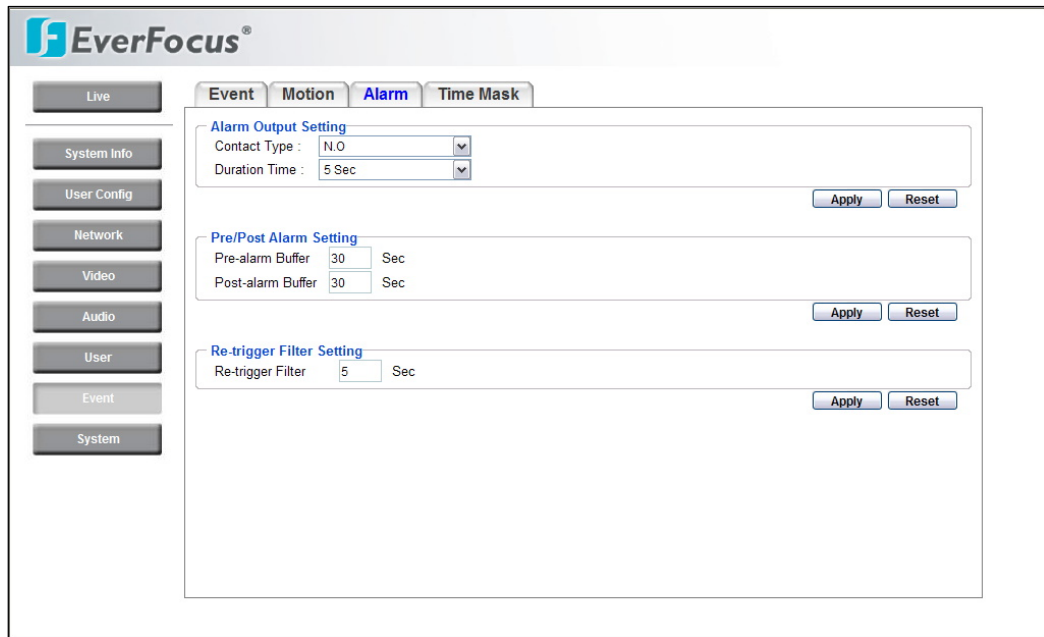 EverFocus®
Live
System Info
User Config
Network
Video
Audio
User
Event
System
Event Motion Alarm Time Mask
Alarm Output Setting
Contact Type : N.O
Duration Time : 5 Sec
Apply Reset
Pre/Post Alarm Setting
Pre-alarm Buffer 30 Sec
Post-alarm Buffer 30 Sec
Apply Reset
Re-trigger Filter Setting
Re-trigger Filter 5 Sec
Apply Reset